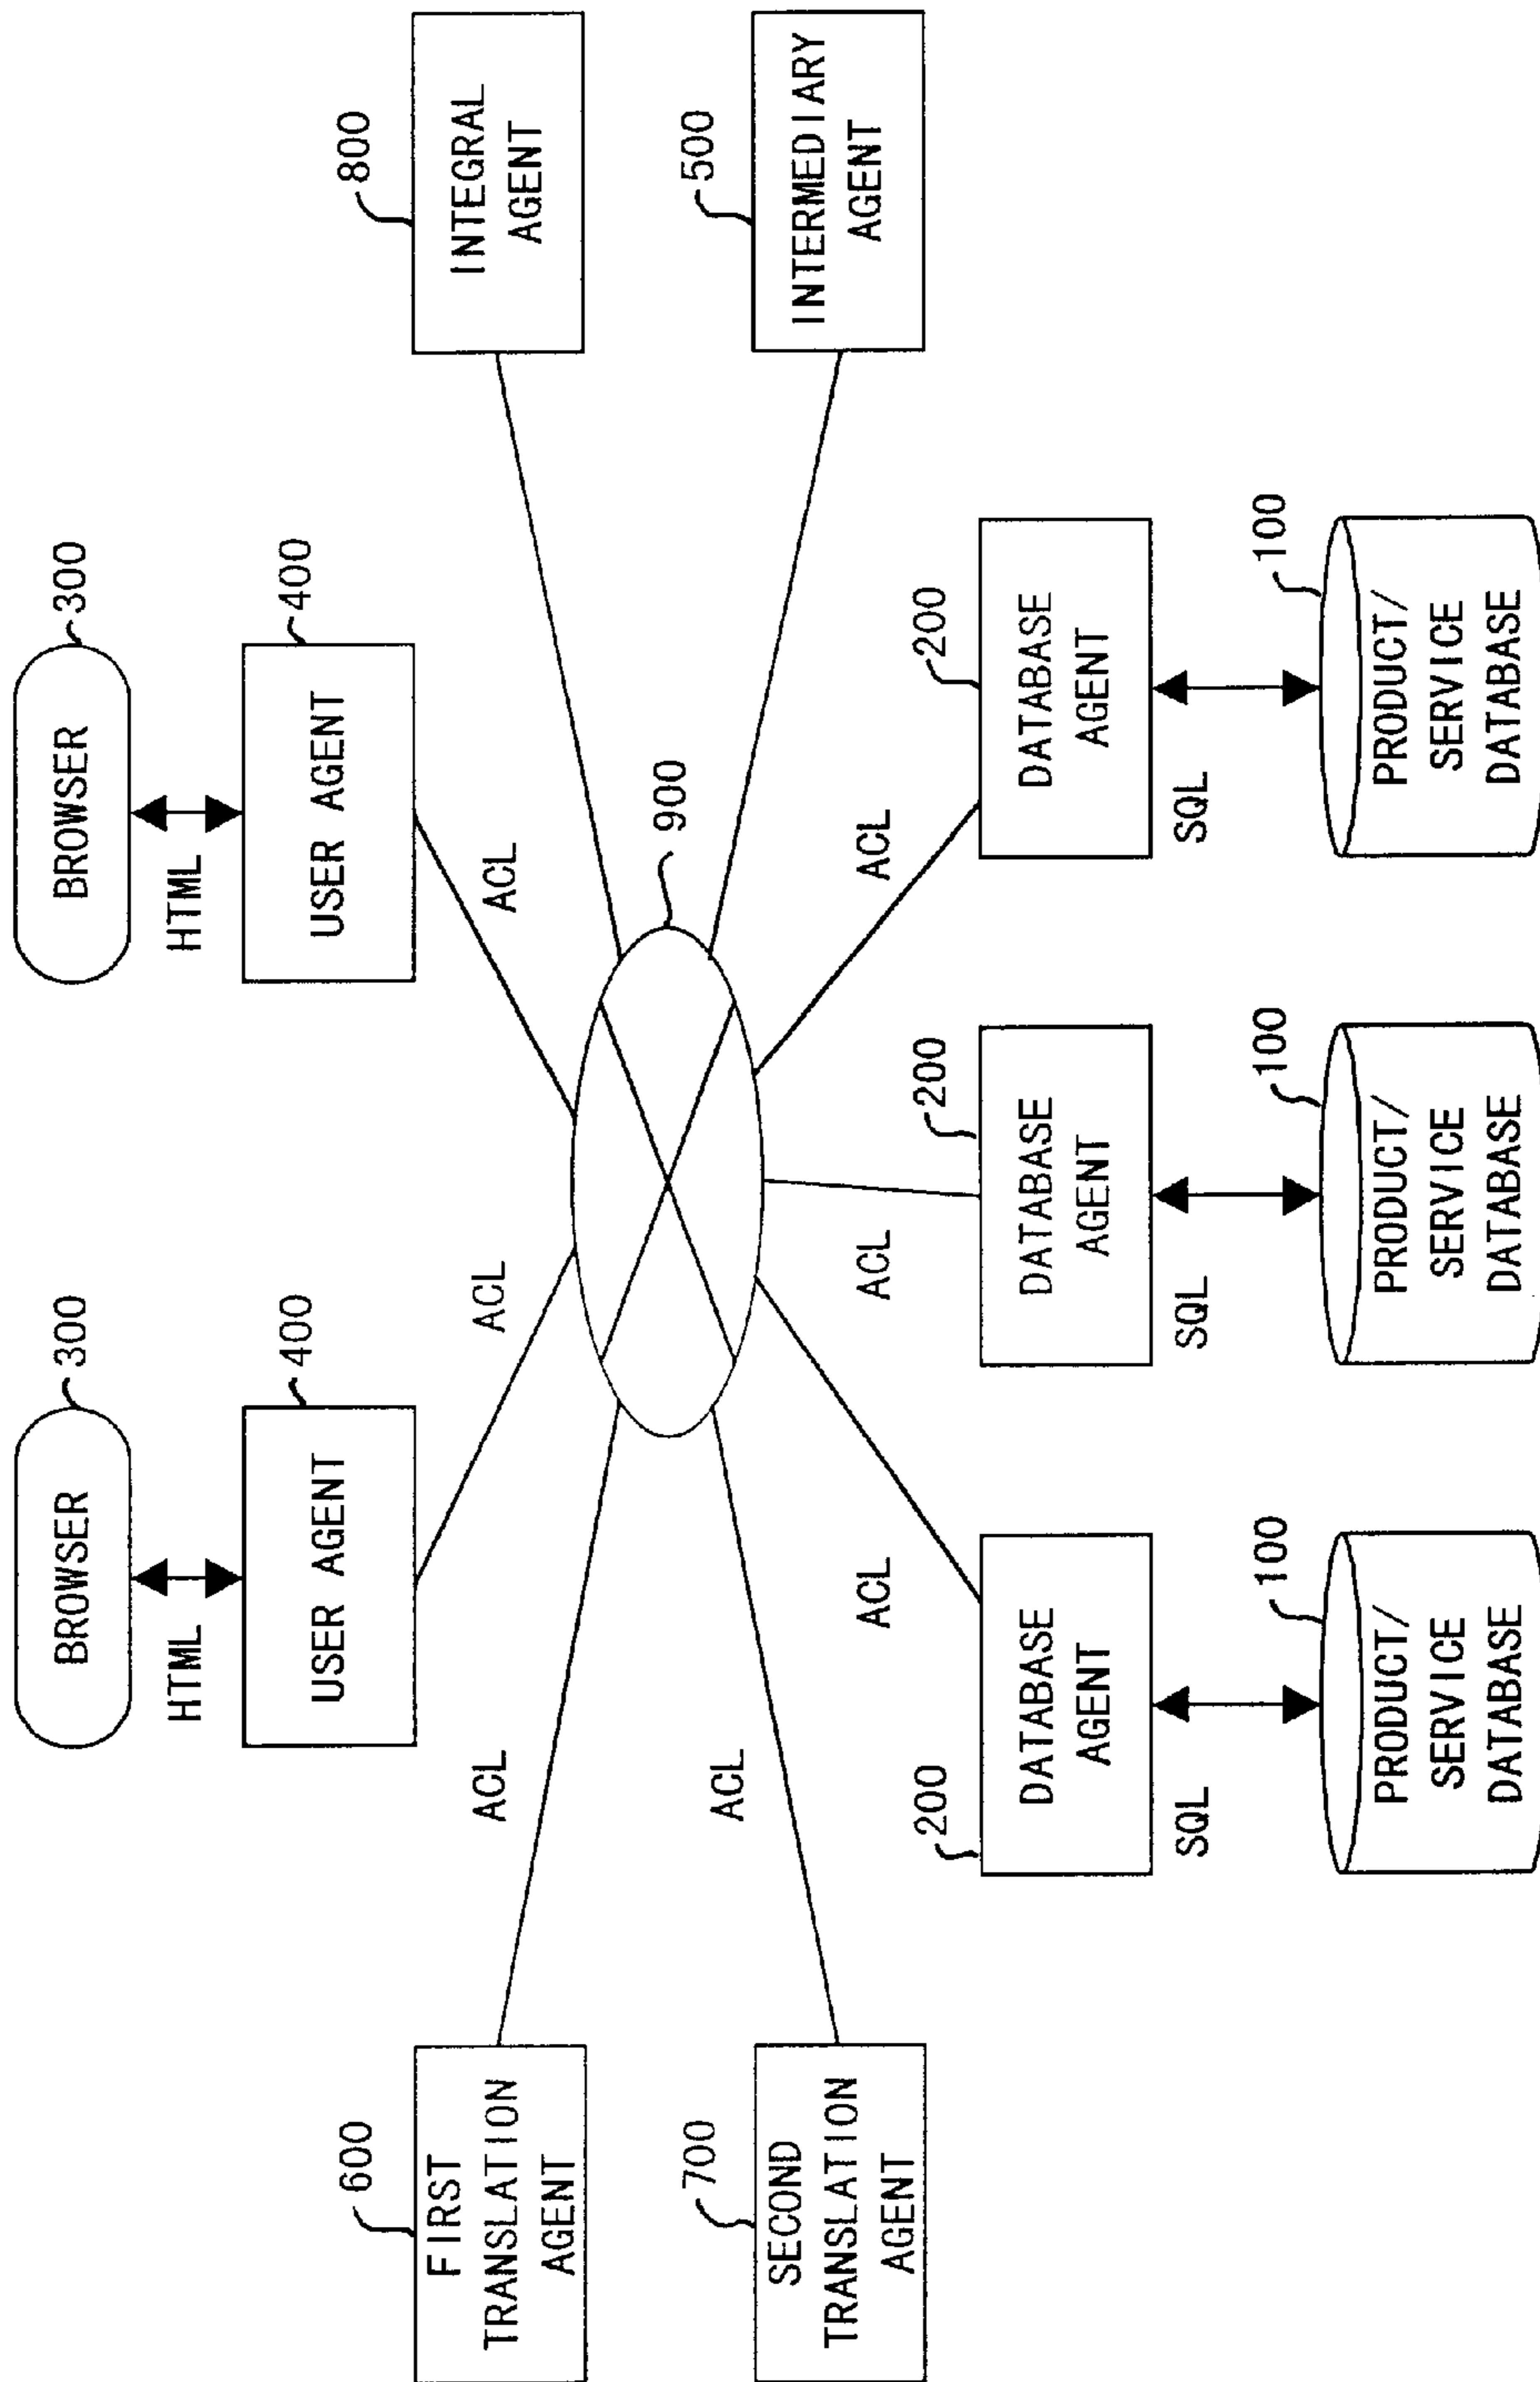 BROWSER
300
BROWSER
300
HTML
HTML
USER AGENT
400
USER AGENT
400
600
FIRST
TRANSLATION
AGENT
ACL
ACL
ACL
800
INTEGRAL
AGENT
900
700
SECOND
TRANSLATION
AGENT
ACL
500
INTERMEDIARY
AGENT
ACL
ACL
ACL
200
DATABASE
AGENT
200
DATABASE
AGENT
200
DATABASE
AGENT
SQL
SQL
SQL
100
PRODUCT/
SERVICE
DATABASE
100
PRODUCT/
SERVICE
DATABASE
100
PRODUCT/
SERVICE
DATABASE